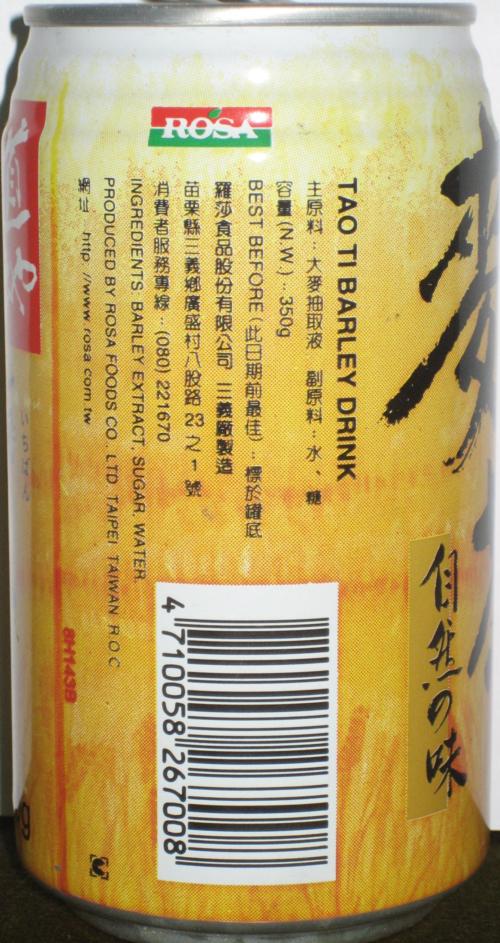 ROSA
TAO TI BARLEY DRINK
主原料：大麥抽取液　副原料：水、糖
容量(N.W.)：350g
BEST BEFORE(此日期前最佳)：標於罐底
羅莎食品股份有限公司 三義廠製造
苗栗縣三義鄉廣盛村八股路 23 之 1 號
消費者服務專線：(080) 221670
INGREDIENTS: BARLEY EXTRACT, SUGAR, WATER.
PRODUCED BY ROSA FOODS CO., LTD. TAIPEI TAIWAN R.O.C.
網址：http://www.rosa.com.tw
8H143B
4 710058 267008
麥
自然の味
g